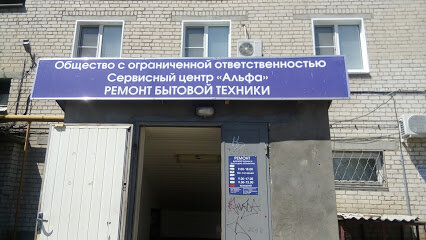 Общество с ограниченной ответственностью
Сервисный центр «Альфа»
РЕМОНТ БЫТОВОЙ ТЕХНИКИ
РЕМОНТ